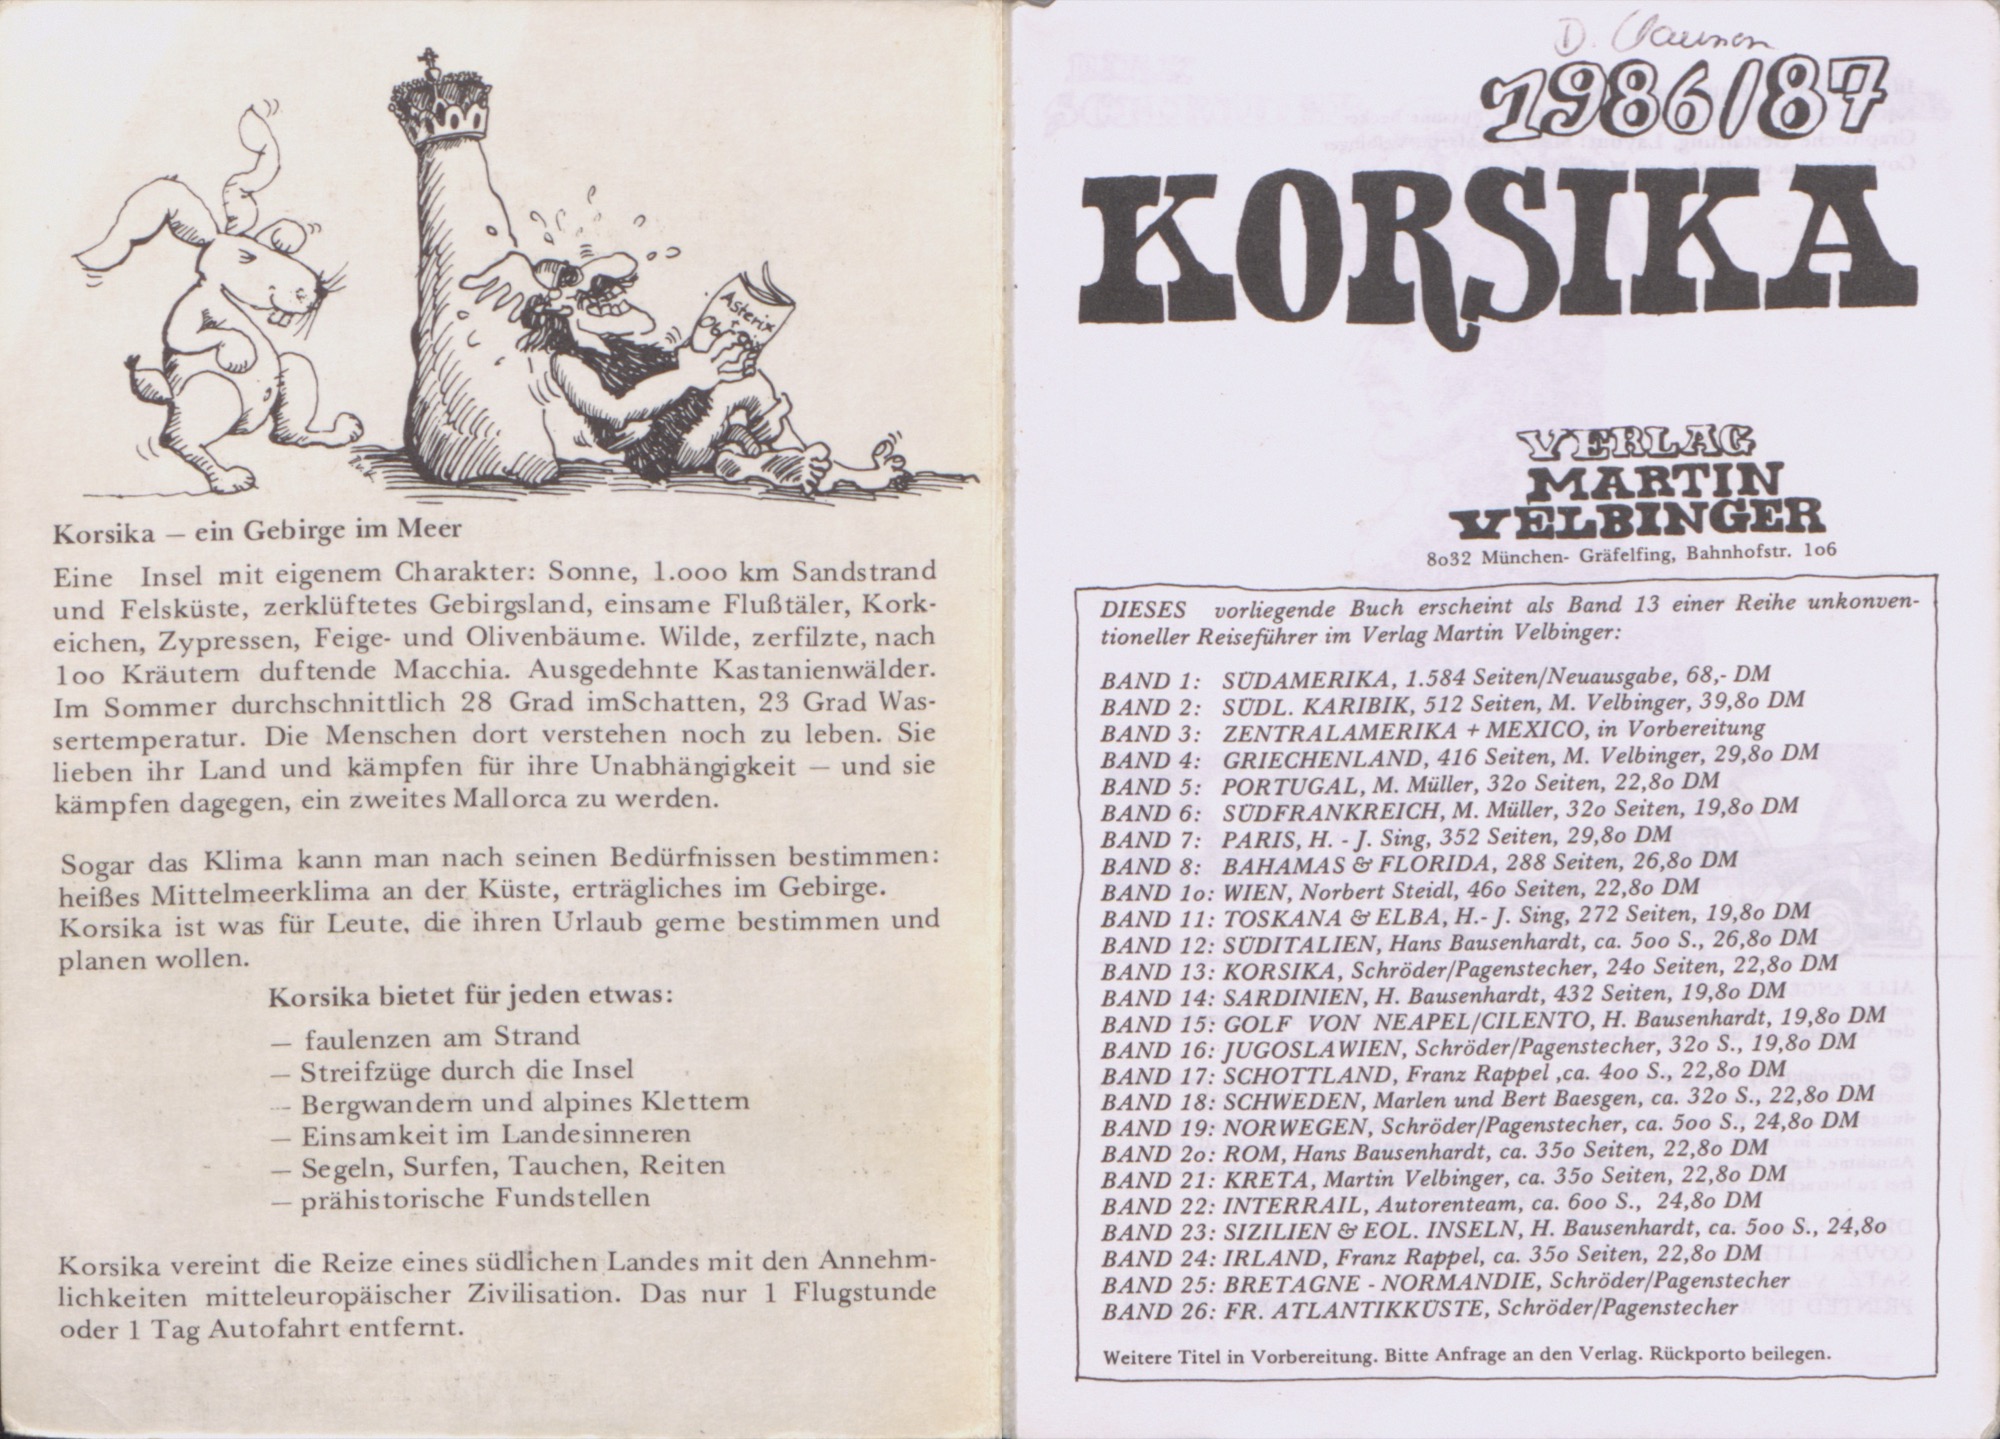 Asterix
+
Zack
Korsika — ein Gebirge im Meer
Eine Insel mit eigenem Charakter: Sonne, 1.ooo km Sandstrand
und Felsküste, zerklüftetes Gebirgsland, einsame Flußtäler, Kork-
eichen, Zypressen, Feige- und Olivenbäume. Wilde, zerfilzte, nach
1oo Kräutern duftende Macchia. Ausgedehnte Kastanienwälder.
Im Sommer durchschnittlich 28 Grad imSchatten, 23 Grad Was-
sertemperatur. Die Menschen dort verstehen noch zu leben. Sie
lieben ihr Land und kämpfen für ihre Unabhängigkeit — und sie
kämpfen dagegen, ein zweites Mallorca zu werden.
Sogar das Klima kann man nach seinen Bedürfnissen bestimmen:
heißes Mittelmeerklima an der Küste, erträgliches im Gebirge.
Korsika ist was für Leute, die ihren Urlaub gerne bestimmen und
planen wollen.
Korsika bietet für jeden etwas:
— faulenzen am Strand
— Streifzüge durch die Insel
— Bergwandern und alpines Klettern
— Einsamkeit im Landesinneren
— Segeln, Surfen, Tauchen, Reiten
— prähistorische Fundstellen
Korsika vereint die Reize eines südlichen Landes mit den Annehm-
lichkeiten mitteleuropäischer Zivilisation. Das nur 1 Flugstunde
oder 1 Tag Autofahrt entfernt.
D. Claussen
1986/87
KORSIKA
VERLAG
MARTIN
VELBINGER
8o32 München- Gräfelfing, Bahnhofstr. 1o6
DIESES vorliegende Buch erscheint als Band 13 einer Reihe unkonven-
tioneller Reiseführer im Verlag Martin Velbinger:
BAND 1: SÜDAMERIKA, 1.584 Seiten/Neuausgabe, 68,- DM
BAND 2: SÜDL. KARIBIK, 512 Seiten, M. Velbinger, 39,8o DM
BAND 3: ZENTRALAMERIKA + MEXICO, in Vorbereitung
BAND 4: GRIECHENLAND, 416 Seiten, M. Velbinger, 29,8o DM
BAND 5: PORTUGAL, M. Müller, 32o Seiten, 22,8o DM
BAND 6: SÜDFRANKREICH, M. Müller, 32o Seiten, 19,8o DM
BAND 7: PARIS, H. - J. Sing, 352 Seiten, 29,8o DM
BAND 8: BAHAMAS & FLORIDA, 288 Seiten, 26,8o DM
BAND 1o: WIEN, Norbert Steidl, 46o Seiten, 22,8o DM
BAND 11: TOSKANA & ELBA, H.- J. Sing, 272 Seiten, 19,8o DM
BAND 12: SÜDITALIEN, Hans Bausenhardt, ca. 5oo S., 26,8o DM
BAND 13: KORSIKA, Schröder/Pagenstecher, 24o Seiten, 22,8o DM
BAND 14: SARDINIEN, H. Bausenhardt, 432 Seiten, 19,8o DM
BAND 15: GOLF VON NEAPEL/CILENTO, H. Bausenhardt, 19,8o DM
BAND 16: JUGOSLAWIEN, Schröder/Pagenstecher, 32o S., 19,8o DM
BAND 17: SCHOTTLAND, Franz Rappel ,ca. 4oo S., 22,8o DM
BAND 18: SCHWEDEN, Marlen und Bert Baesgen, ca. 32o S., 22,8o DM
BAND 19: NORWEGEN, Schröder/Pagenstecher, ca. 5oo S., 24,8o DM
BAND 2o: ROM, Hans Bausenhardt, ca. 35o Seiten, 22,8o DM
BAND 21: KRETA, Martin Velbinger, ca. 35o Seiten, 22,8o DM
BAND 22: INTERRAIL, Autorenteam, ca. 6oo S., 24,8o DM
BAND 23: SIZILIEN & EOL. INSELN, H. Bausenhardt, ca. 5oo S., 24,8o
BAND 24: IRLAND, Franz Rappel, ca. 35o Seiten, 22,8o DM
BAND 25: BRETAGNE - NORMANDIE, Schröder/Pagenstecher
BAND 26: FR. ATLANTIKKÜSTE, Schröder/Pagenstecher
Weitere Titel in Vorbereitung. Bitte Anfrage an den Verlag. Rückporto beilegen.